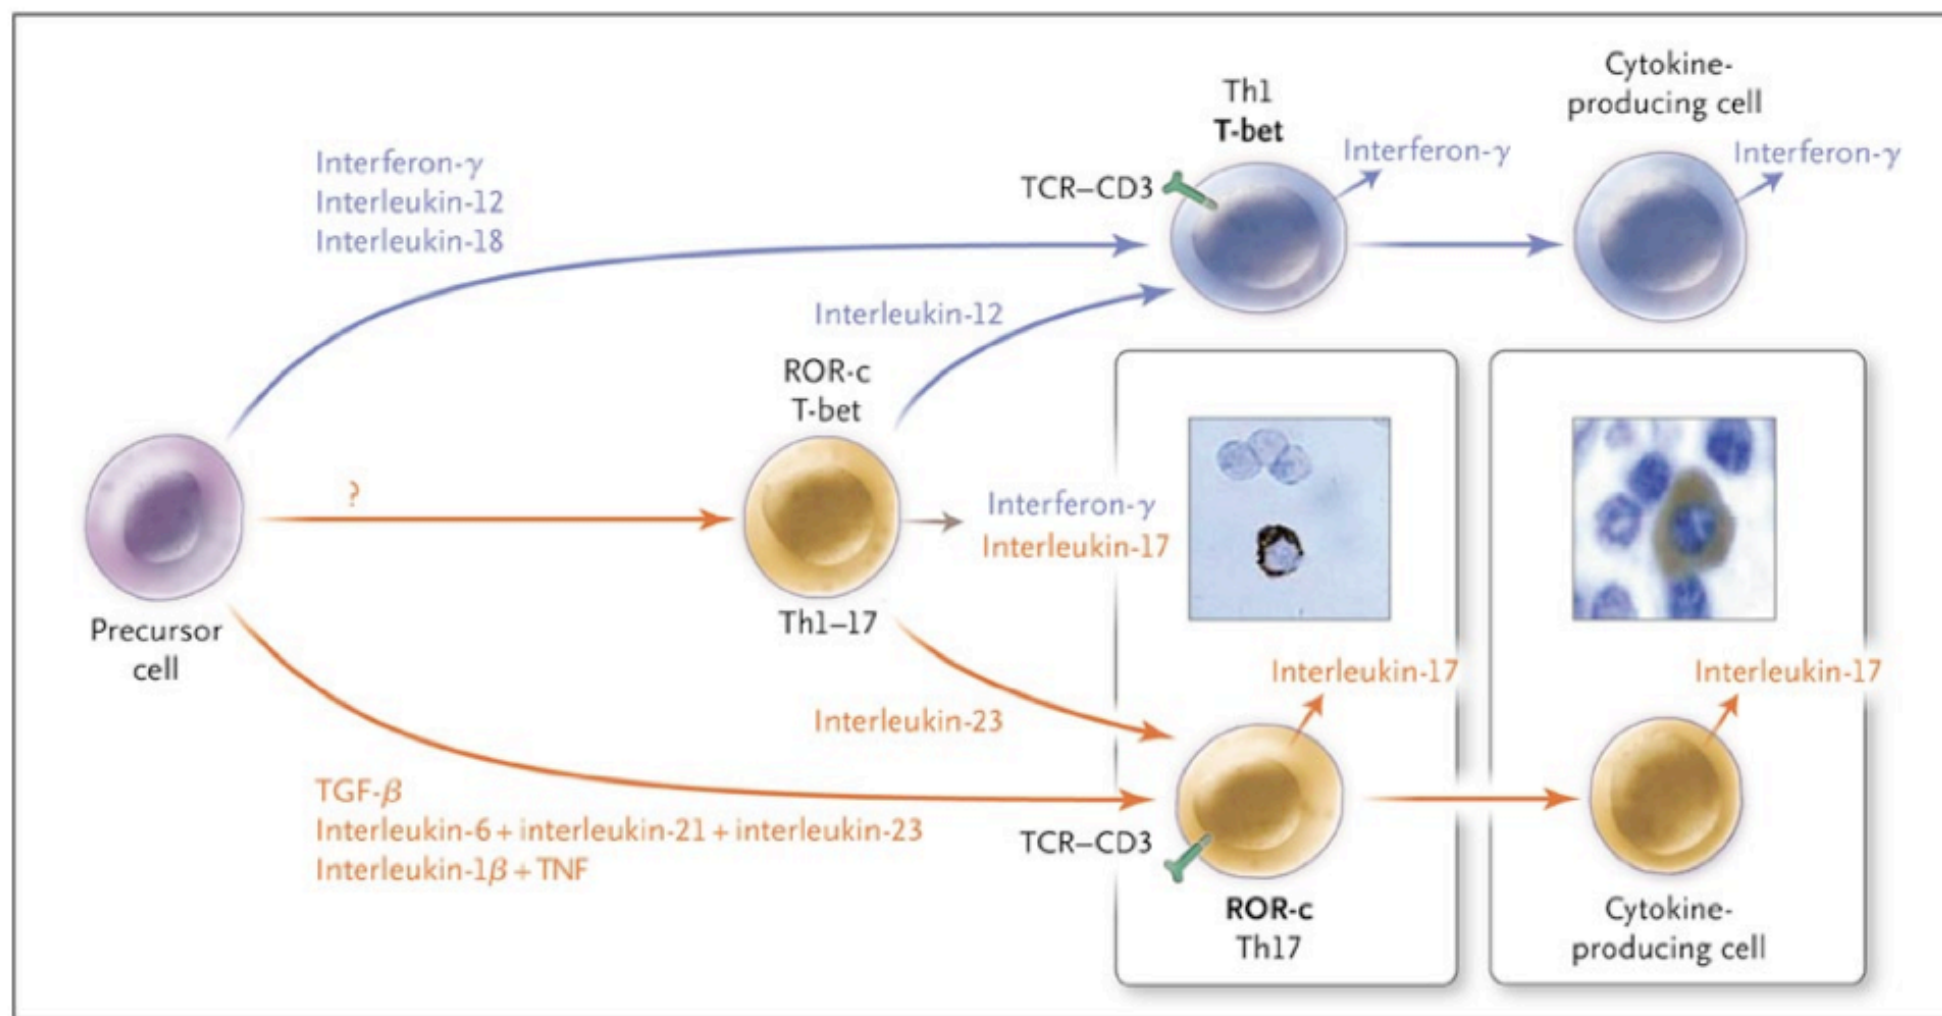 Cytokine-
producing cell
Th1
T-bet
Interferon-γ
Interferon-γ
Interferon-γ
Interleukin-12
Interleukin-18
TCR–CD3
Interleukin-12
ROR-c
T-bet
?
Interferon-γ
Interleukin-17
Th1–17
Precursor
cell
Interleukin-17
Interleukin-17
Interleukin-23
TGF-β
Interleukin-6 + interleukin-21 + interleukin-23
Interleukin-1β + TNF
TCR–CD3
ROR-c
Th17
Cytokine-
producing cell